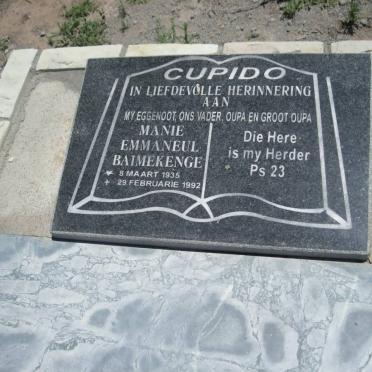 CUPIDO
IN LIEFDEVOLLE HERINNERING
AAN
MY EGGENOOT, ONS VADER, OUPA EN GROOT OUPA
MANIE
EMMANEUL
BAIMEKENGE
* 8 MAART 1935
+ 29 FEBRUARIE 1992
Die Here
is my Herder
Ps 23